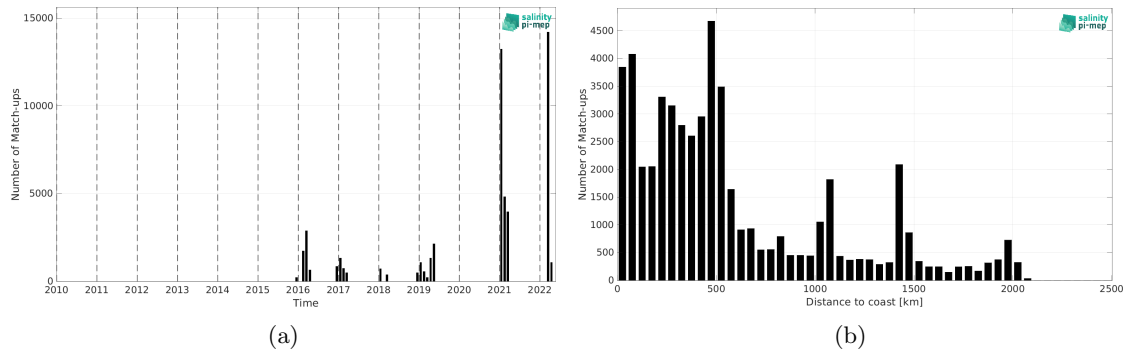 salinity
pi-mep
15000
10000
5000
0
Number of Match-ups
2010 2011 2012 2013 2014 2015 2016 2017 2018 2019 2020 2021 2022
Time
(a)
salinity
pi-mep
4500
4000
3500
3000
2500
2000
1500
1000
500
0
Number of Match-ups
0 500 1000 1500 2000 2500
Distance to coast [km]
(b)